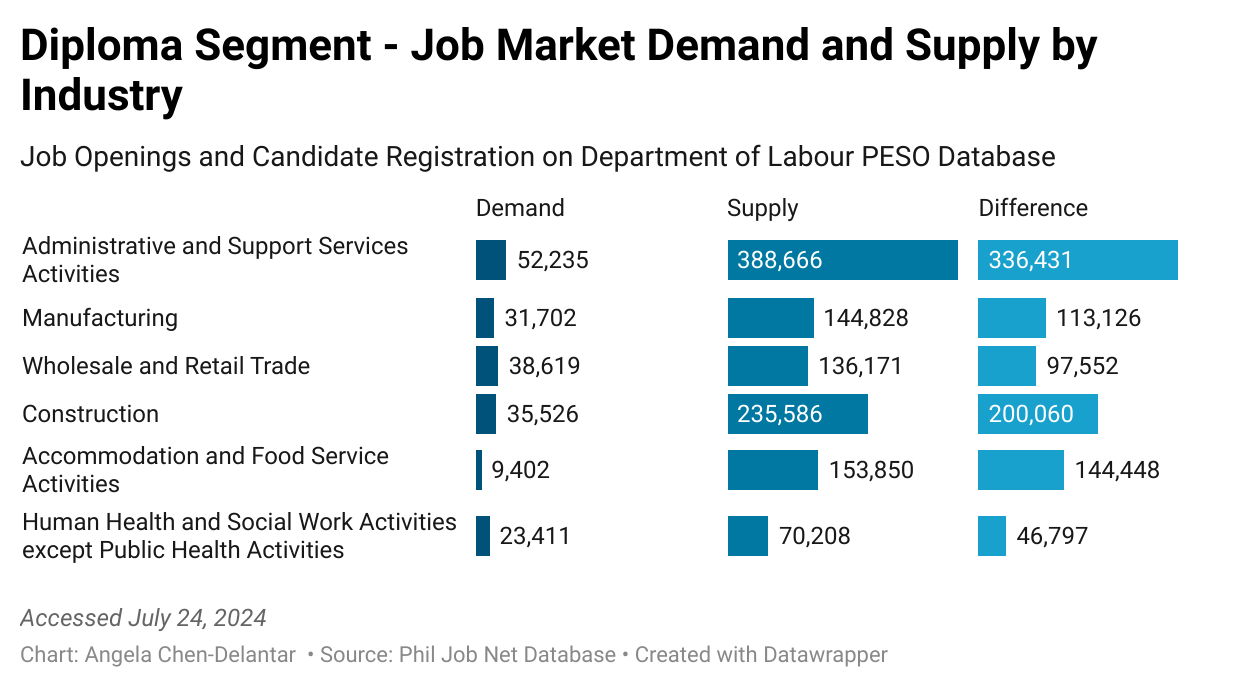 Diploma Segment - Job Market Demand and Supply by
Industry
Job Openings and Candidate Registration on Department of Labour PESO Database
Demand Supply Difference
Administrative and Support Services
Activities
52,235 388,666 336,431
Manufacturing 31,702 144,828 113,126
Wholesale and Retail Trade 38,619 136,171 97,552
Construction 35,526 235,586 200,060
Accommodation and Food Service
Activities
9,402 153,850 144,448
Human Health and Social Work Activities
except Public Health Activities
23,411 70,208 46,797
Accessed July 24, 2024
Chart: Angela Chen-Delantar • Source: Phil Job Net Database • Created with Datawrapper